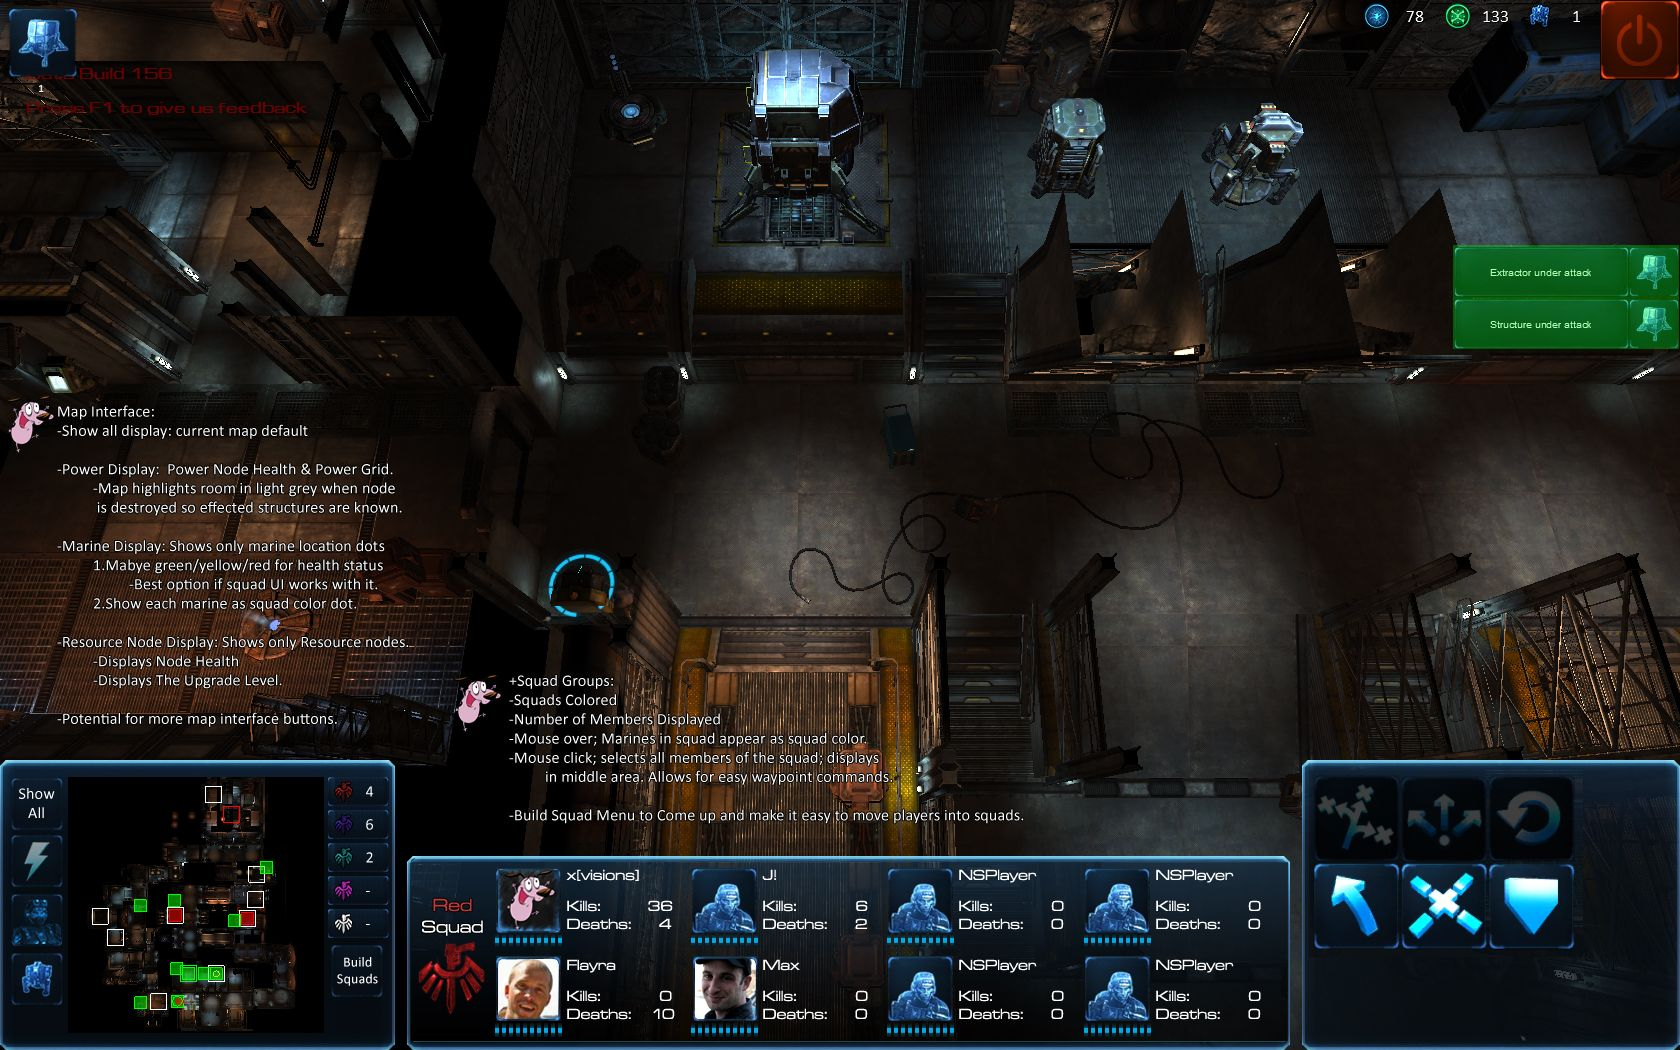 78
133
1
Build 156
1
Press F1 to give us feedback
Extractor under attack
Structure under attack
Map Interface:
-Show all display: current map default
-Power Display: Power Node Health & Power Grid.
-Map highlights room in light grey when node
is destroyed so effected structures are known.
-Marine Display: Shows only marine location dots
1.Mabye green/yellow/red for health status
-Best option if squad UI works with it.
2.Show each marine as squad color dot.
-Resource Node Display: Shows only Resource nodes.
-Displays Node Health
-Displays The Upgrade Level.
-Potential for more map interface buttons.
+Squad Groups:
-Squads Colored
-Number of Members Displayed
-Mouse over; Marines in squad appear as squad color.
-Mouse click; selects all members of the squad; displays
in middle area. Allows for easy waypoint commands.
-Build Squad Menu to Come up and make it easy to move players into squads.
Show
All
4
6
2
-
-
Build
Squads
Red
Squad
x[visions]
Kills: 36
Deaths: 4
J!
Kills: 6
Deaths: 2
NSPlayer
Kills: 0
Deaths: 0
NSPlayer
Kills: 0
Deaths: 0
Flayra
Kills: 0
Deaths: 10
Max
Kills: 0
Deaths: 0
NSPlayer
Kills: 0
Deaths: 0
NSPlayer
Kills: 0
Deaths: 0